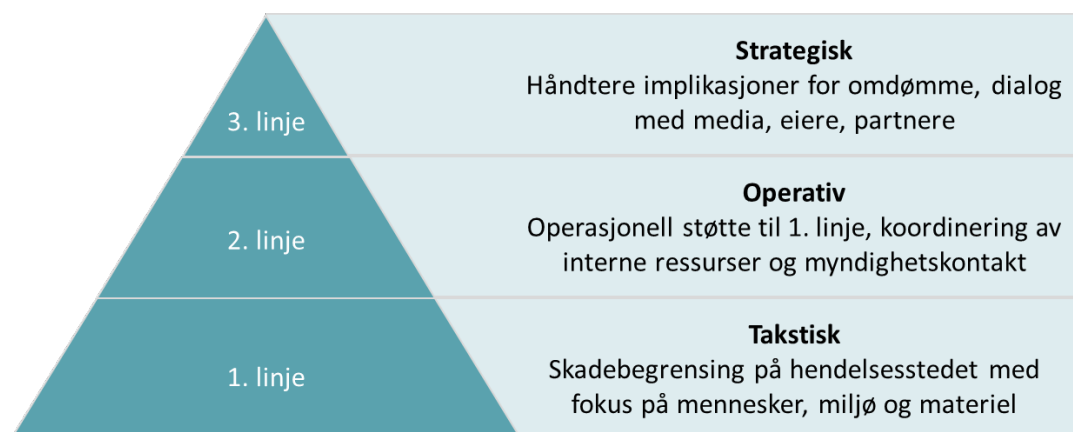 3. linje
Strategisk
Håndtere implikasjoner for omdømme, dialog
med media, eiere, partnere
2. linje
Operativ
Operasjonell støtte til 1. linje, koordinering av
interne ressurser og myndighetskontakt
1. linje
Takstisk
Skadebegrensing på hendelsesstedet med
fokus på mennesker, miljø og materiel